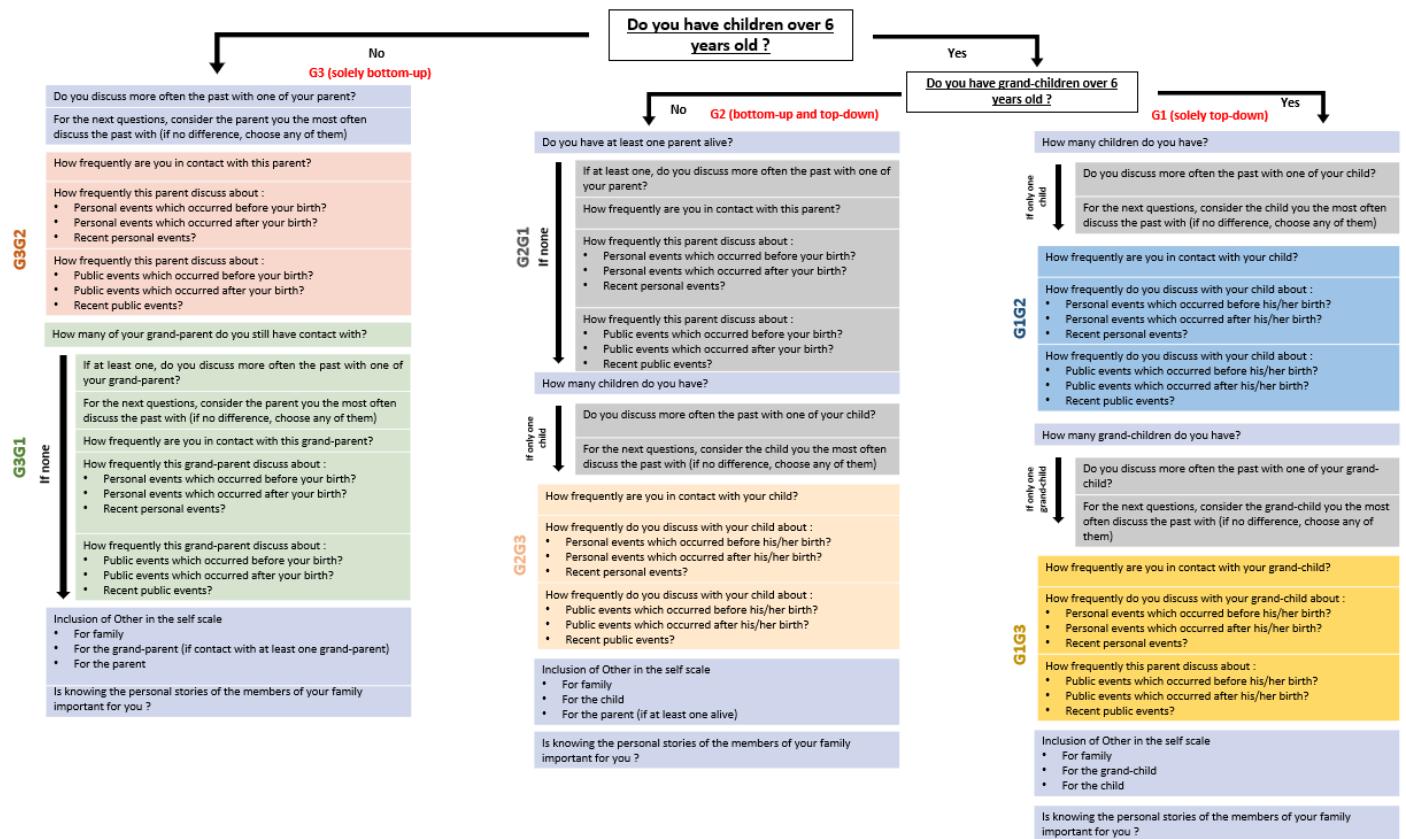 Do you have children over 6
years old ?
No
Yes
G3 (solely bottom-up)
Do you discuss more often the past with one of your parent?
For the next questions, consider the parent you the most often
discuss the past with (if no difference, choose any of them)
G3G2
How frequently are you in contact with this parent?
How frequently this parent discuss about :
• Personal events which occurred before your birth?
• Personal events which occurred after your birth?
• Recent personal events?
How frequently this parent discuss about :
• Public events which occurred before your birth?
• Public events which occurred after your birth?
• Recent public events?
How many of your grand-parent do you still have contact with?
G3G1
If none
If at least one, do you discuss more often the past with one of
your grand-parent?
For the next questions, consider the parent you the most often
discuss the past with (if no difference, choose any of them)
How frequently are you in contact with this grand-parent?
How frequently this grand-parent discuss about :
• Personal events which occurred before your birth?
• Personal events which occurred after your birth?
• Recent personal events?
How frequently this grand-parent discuss about :
• Public events which occurred before your birth?
• Public events which occurred after your birth?
• Recent public events?
Inclusion of Other in the self scale
• For family
• For the grand-parent (if contact with at least one grand-parent)
• For the parent
Is knowing the personal stories of the members of your family
important for you ?
Do you have grand-children over 6
years old ?
No
Yes
G2 (bottom-up and top-down)
Do you have at least one parent alive?
G2G1
If none
If at least one, do you discuss more often the past with one of
your parent?
How frequently are you in contact with this parent?
How frequently this parent discuss about :
• Personal events which occurred before your birth?
• Personal events which occurred after your birth?
• Recent personal events?
How frequently this parent discuss about :
• Public events which occurred before your birth?
• Public events which occurred after your birth?
• Recent public events?
How many children do you have?
If only one
child
Do you discuss more often the past with one of your child?
For the next questions, consider the child you the most often
discuss the past with (if no difference, choose any of them)
G2G3
How frequently are you in contact with your child?
How frequently do you discuss with your child about :
• Personal events which occurred before his/her birth?
• Personal events which occurred after his/her birth?
• Recent personal events?
How frequently do you discuss with your child about :
• Public events which occurred before his/her birth?
• Public events which occurred after his/her birth?
• Recent public events?
Inclusion of Other in the self scale
• For family
• For the child
• For the parent (if at least one alive)
Is knowing the personal stories of the members of your family
important for you ?
G1 (solely top-down)
How many children do you have?
If only one
child
Do you discuss more often the past with one of your child?
For the next questions, consider the child you the most often
discuss the past with (if no difference, choose any of them)
G1G2
How frequently are you in contact with your child?
How frequently do you discuss with your child about :
• Personal events which occurred before his/her birth?
• Personal events which occurred after his/her birth?
• Recent personal events?
How frequently do you discuss with your child about :
• Public events which occurred before his/her birth?
• Public events which occurred after his/her birth?
• Recent public events?
How many grand-children do you have?
If only one
grand-child
Do you discuss more often the past with one of your grand-
child?
For the next questions, consider the grand-child you the most
often discuss the past with (if no difference, choose any of
them)
G1G3
How frequently are you in contact with your grand-child?
How frequently do you discuss with your grand-child about :
• Personal events which occurred before his/her birth?
• Personal events which occurred after his/her birth?
• Recent personal events?
How frequently this parent discuss about :
• Public events which occurred before his/her birth?
• Public events which occurred after his/her birth?
• Recent public events?
Inclusion of Other in the self scale
• For family
• For the grand-child
• For the child
Is knowing the personal stories of the members of your family
important for you ?